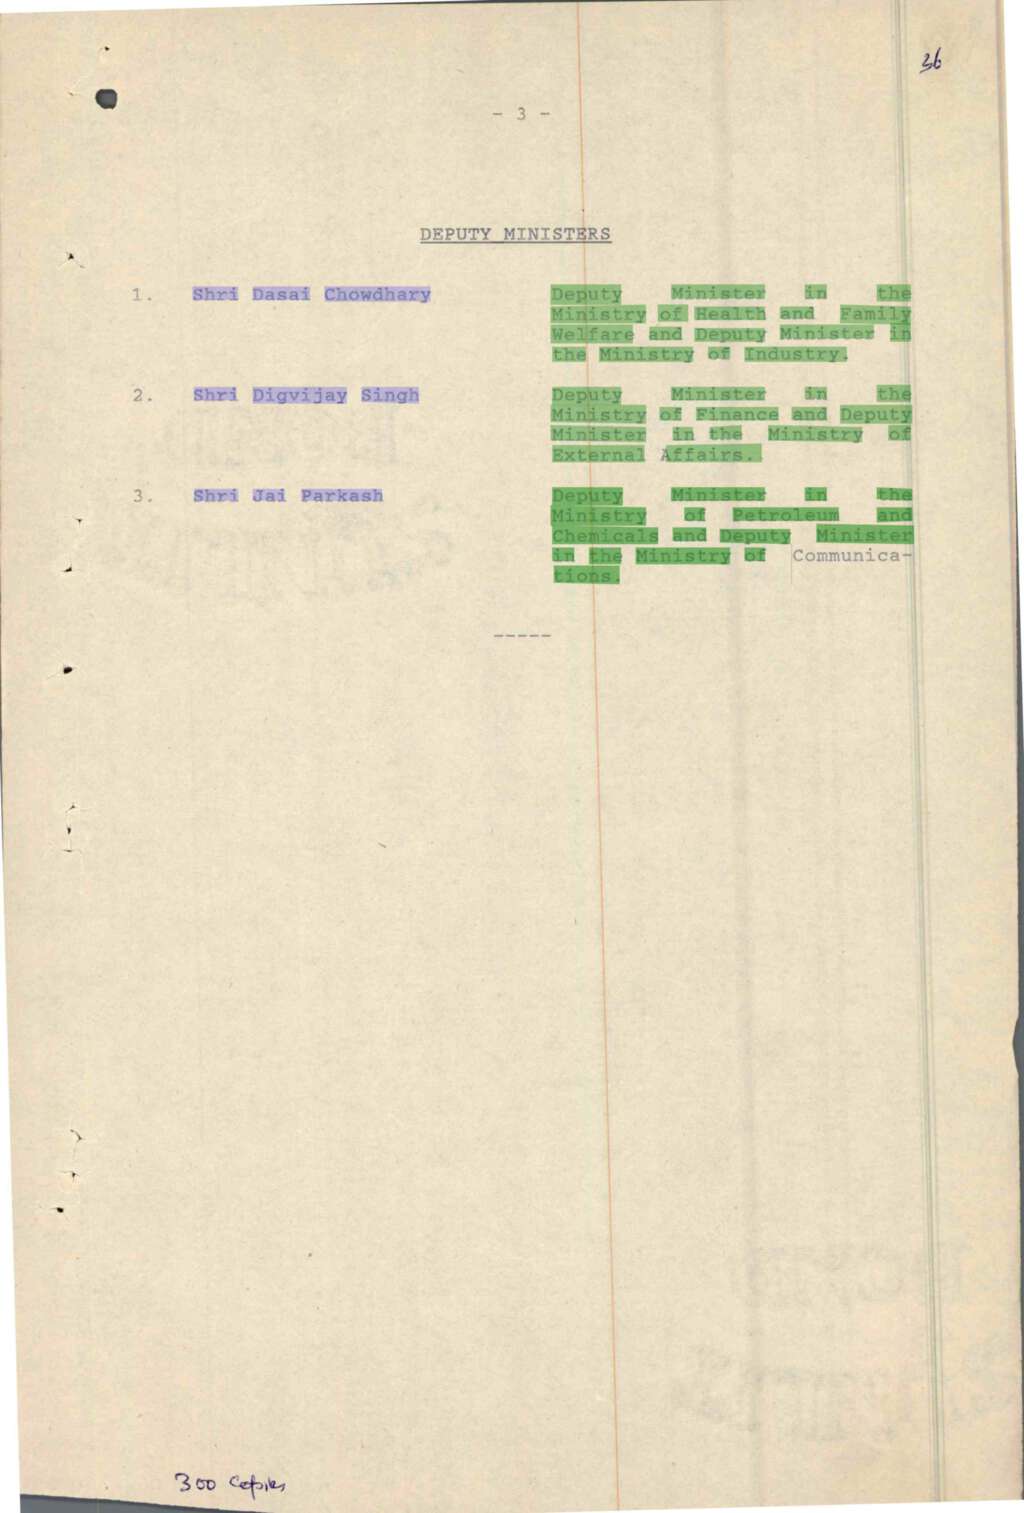 36
- 3 -
DEPUTY MINISTERS
1. Shri Dasai Chowdhary Deputy Minister in the
Ministry of Health and Family
Welfare and Deputy Minister in
the Ministry of Industry.
2. Shri Digvijay Singh Deputy Minister in the
Ministry of Finance and Deputy
Minister in the Ministry of
External Affairs.
3. Shri Jai Parkash Deputy Minister in the
Ministry of Petroleum and
Chemicals and Deputy Minister
in the Ministry of Communica-
tions.
-----
300 Copies